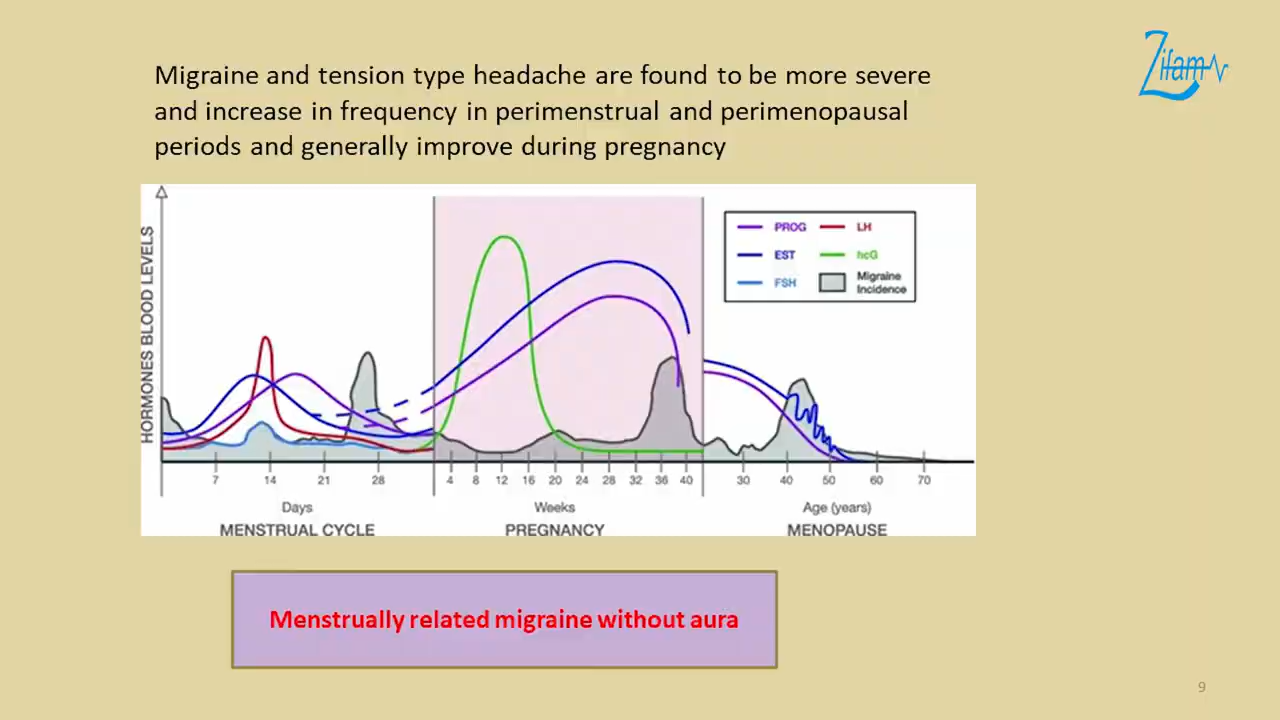 Zifam
Migraine and tension type headache are found to be more severe
and increase in frequency in perimenstrual and perimenopausal
periods and generally improve during pregnancy
HORMONES BLOOD LEVELS
PROG LH
EST hcG
FSH Migraine
Incidence
7 14 21 28 4 8 12 16 20 24 28 32 36 40 30 40 50 60 70
Days Weeks Age (years)
MENSTRUAL CYCLE PREGNANCY MENOPAUSE
Menstrually related migraine without aura
9